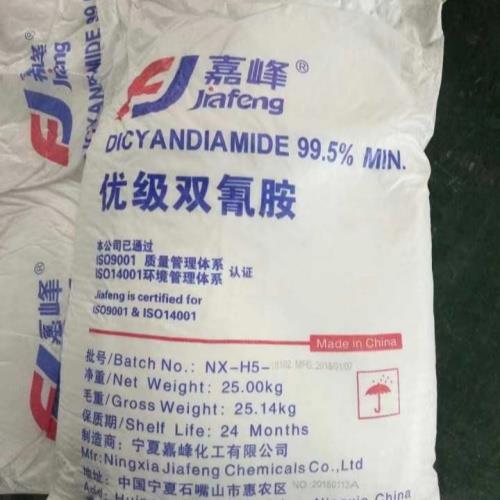 嘉峰®
Jiafeng
DICYANDIAMIDE 99.5% MIN.
优级双氰胺
本公司已通过
ISO9001 质量管理体系
ISO14001环境管理体系 认证
Jiafeng is certified for
ISO9001 & ISO14001
Made in China
批号/Batch No.: NX-H5- MFG:2018/01/07
净重/Net Weight: 25.00kg
毛重/Gross Weight: 25.14kg
保质期/Shelf Life: 24 Months
制造商: 宁夏嘉峰化工有限公司
Mfr:Ningxia Jiafeng Chemicals Co.,Ltd
地址: 中国宁夏石嘴山市惠农区